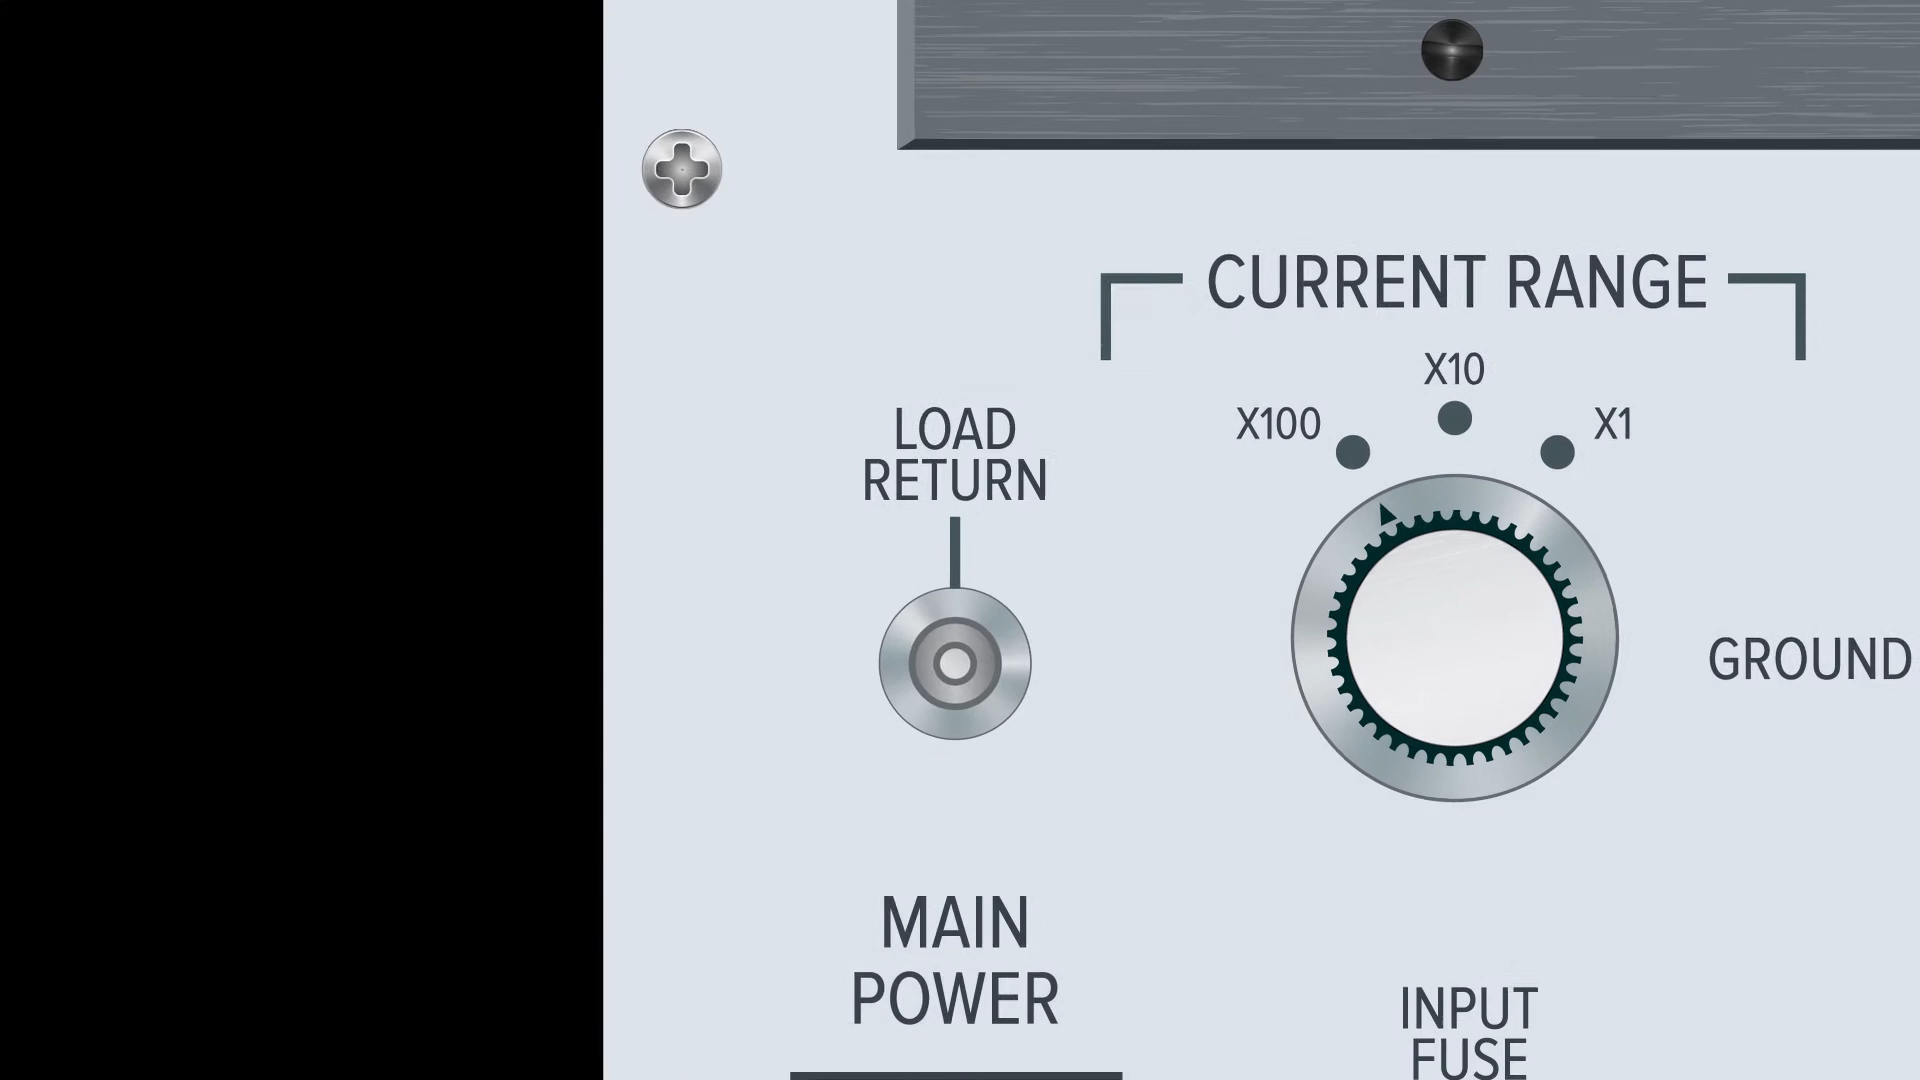 CURRENT RANGE
X10
X100
X1
LOAD
RETURN
GROUND
MAIN
POWER
INPUT
FUSE